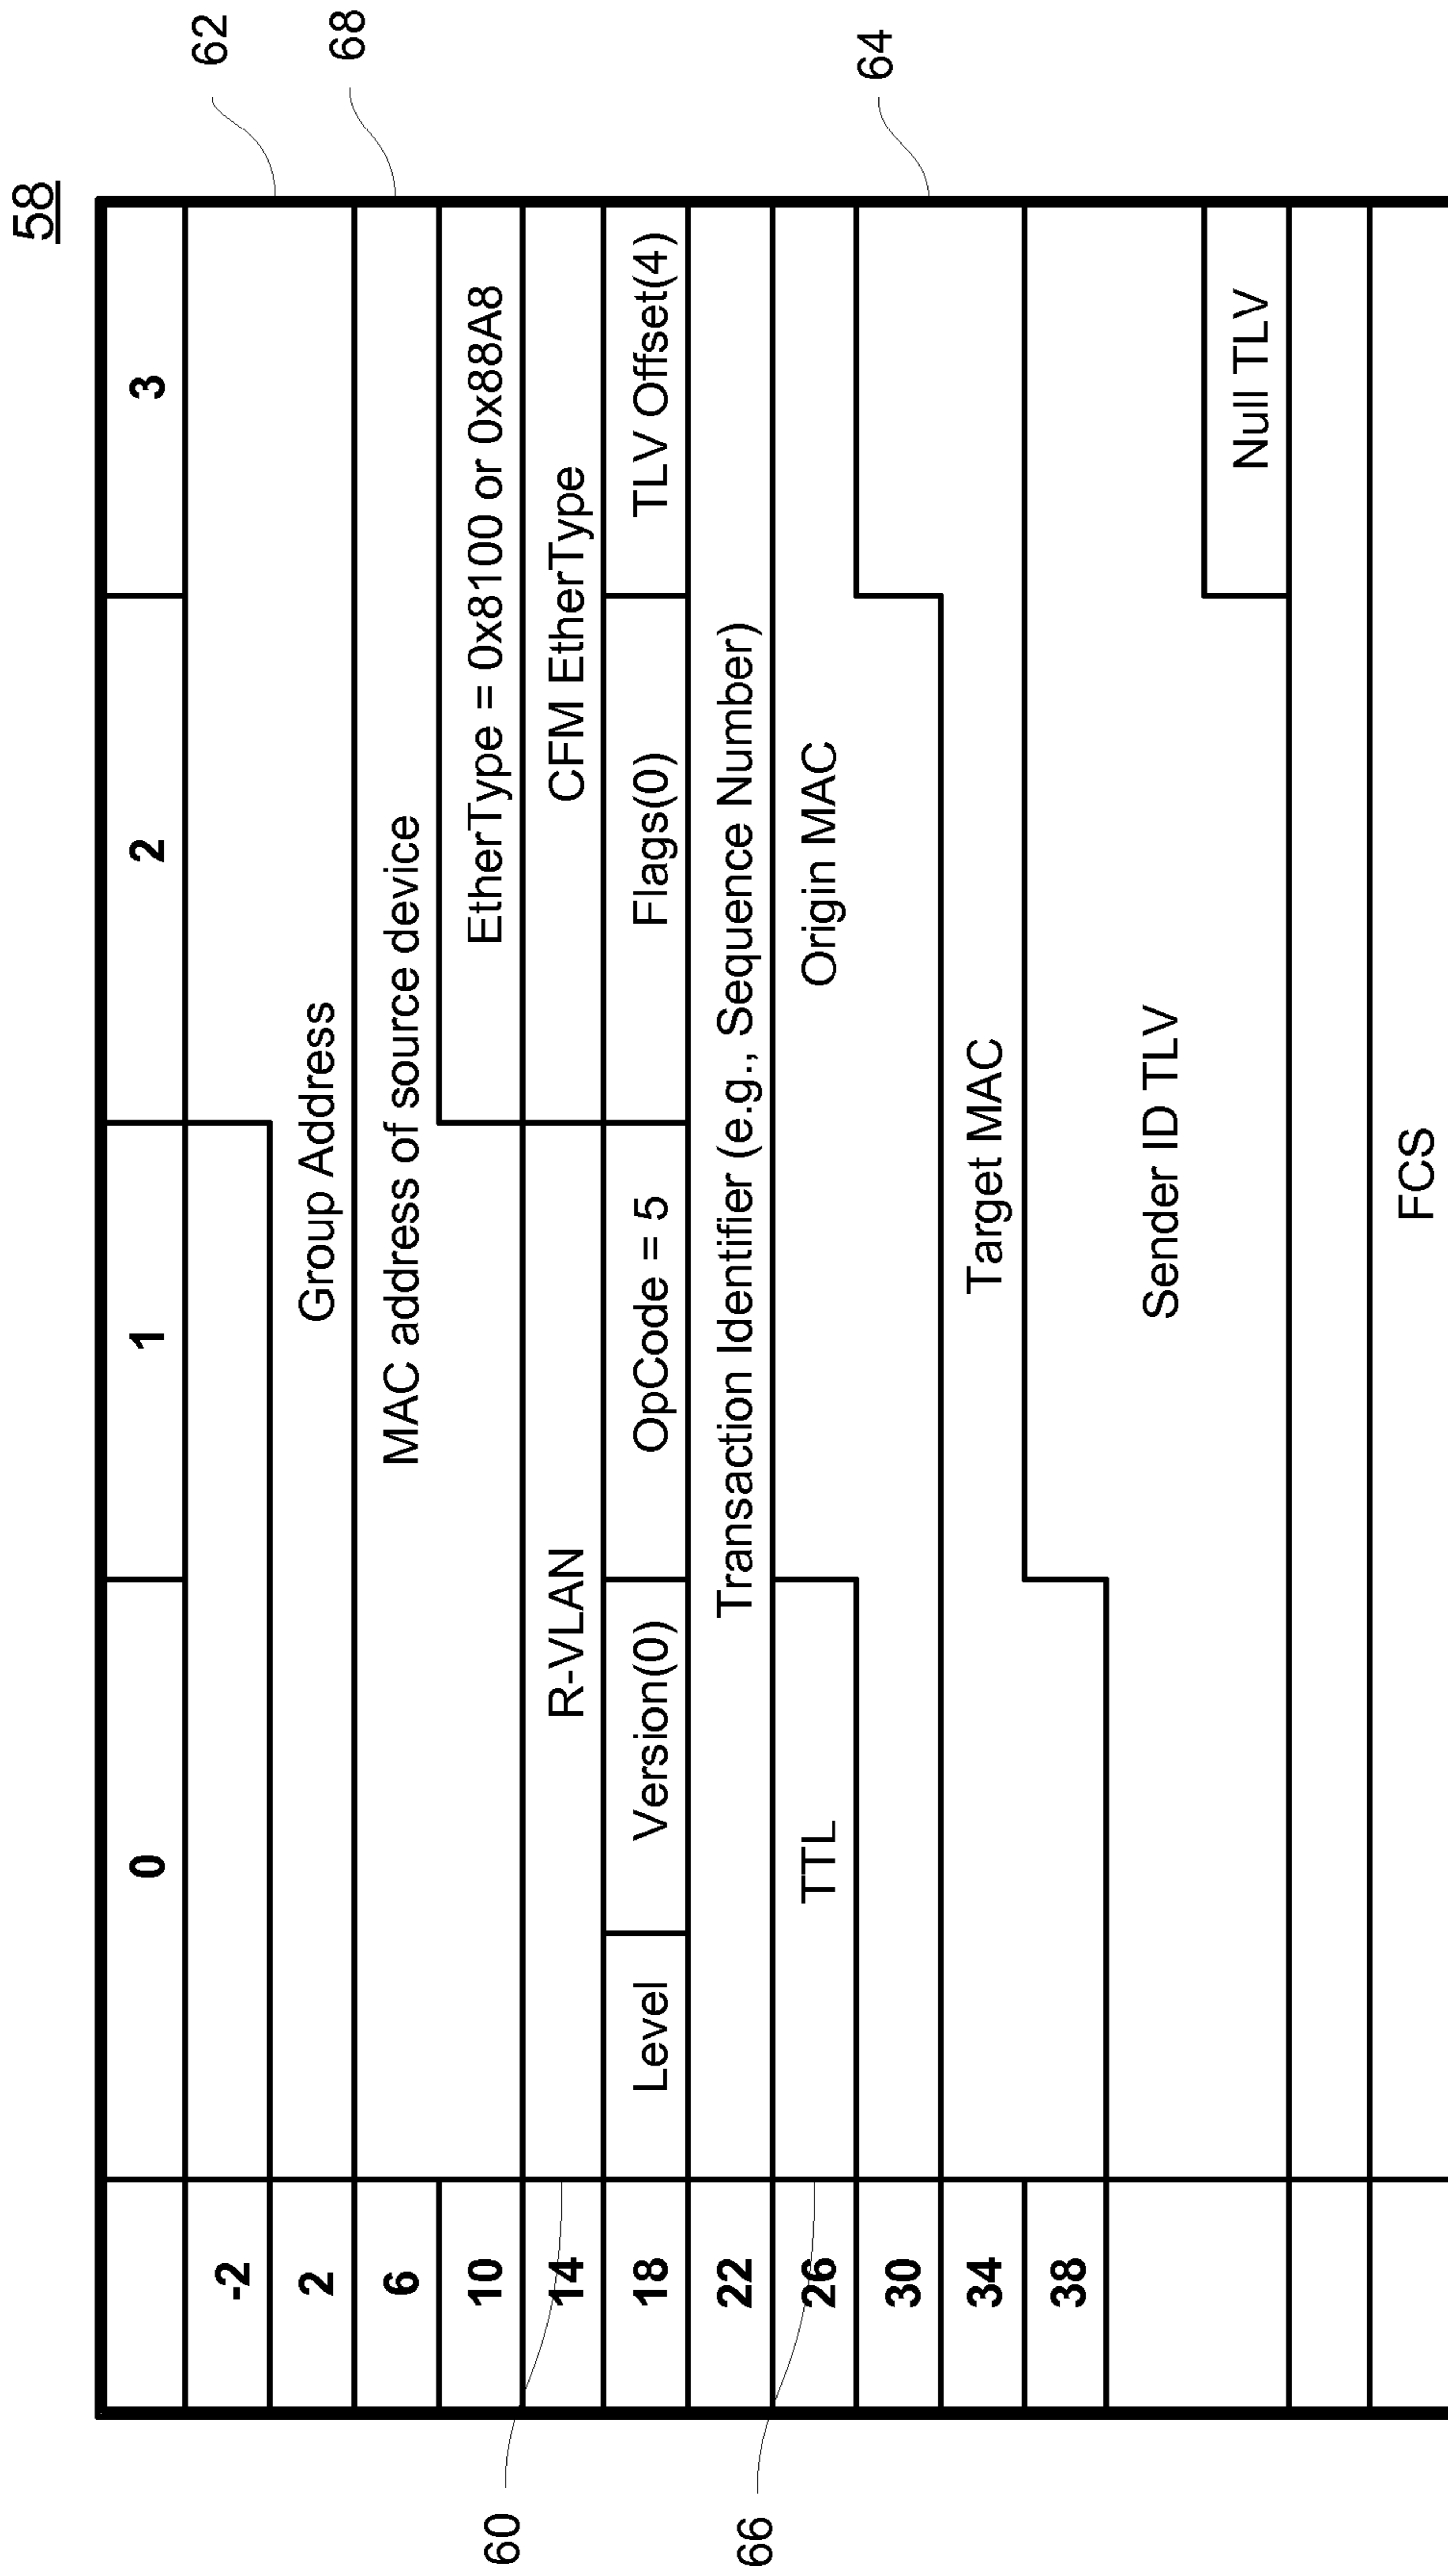 58
0 1 2 3
-2
62
2 Group Address
6 MAC address of source device
68
10 EtherType = 0x8100 or 0x88A8
60
14 R-VLAN CFM EtherType
18 Level Version(0) OpCode = 5 Flags(0) TLV Offset(4)
22 Transaction Identifier (e.g., Sequence Number)
66
26 TTL Origin MAC
30
64
34 Target MAC
38
Sender ID TLV
Null TLV
FCS